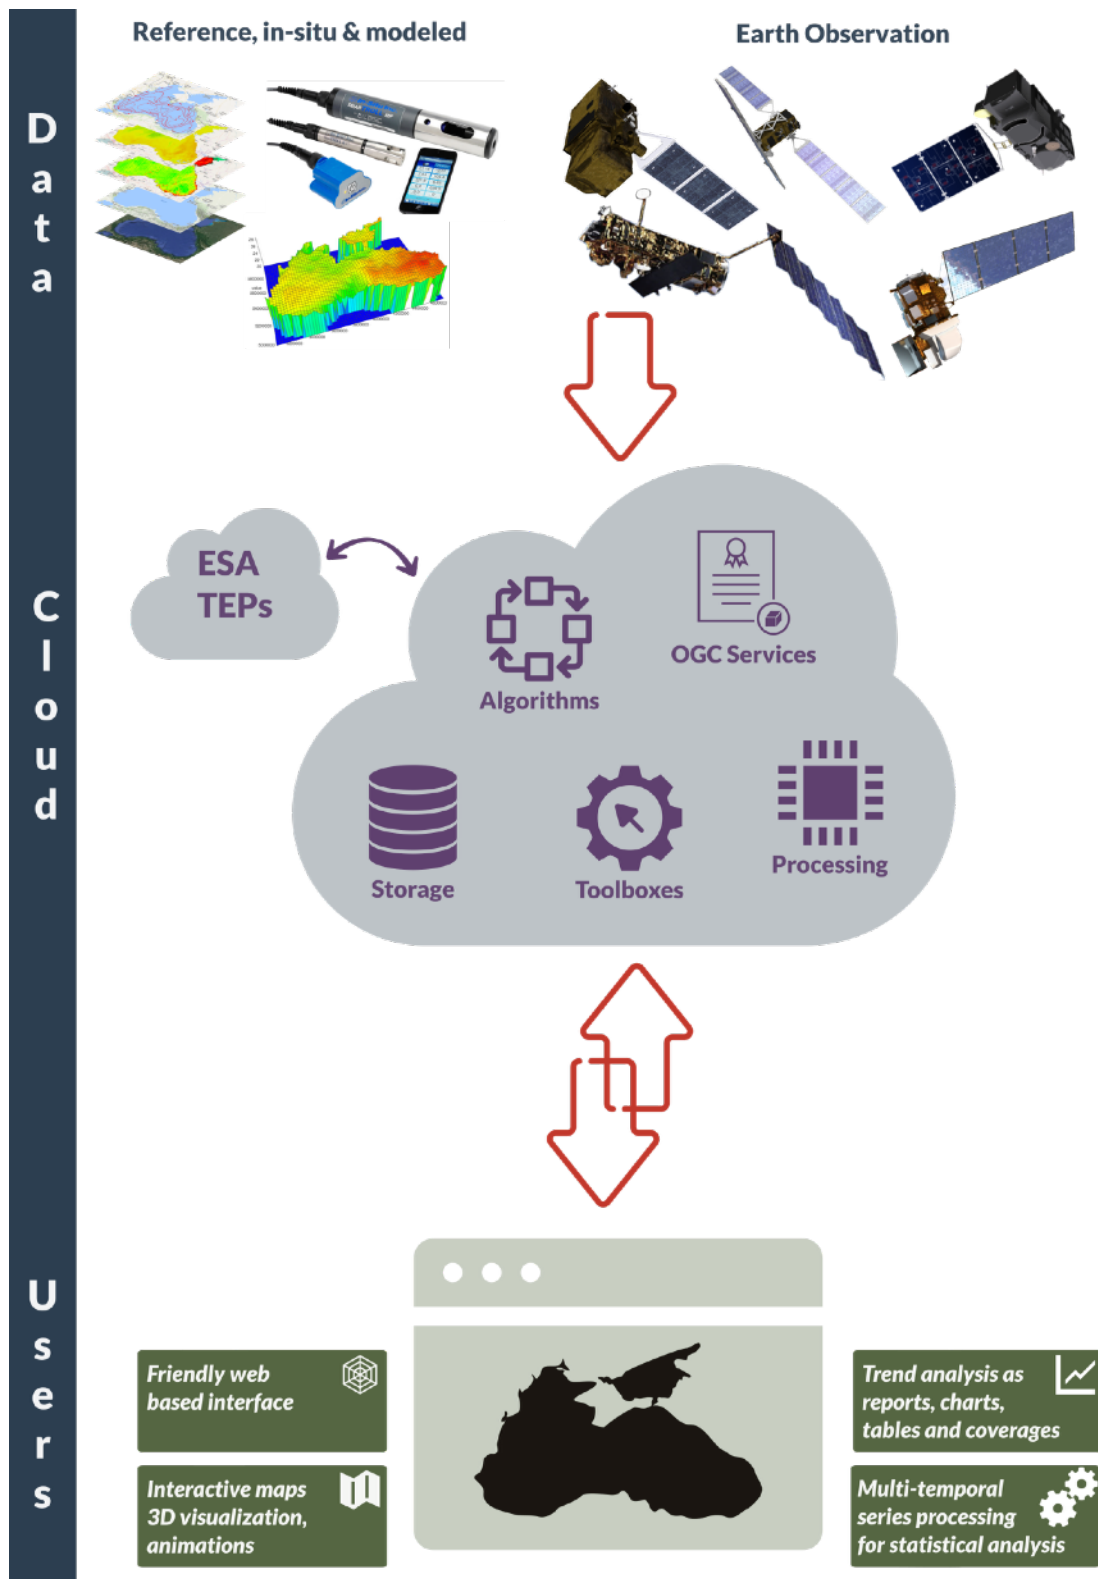 Reference, in-situ & modeled
Earth Observation
Data
ESA
TEPs
OGC Services
Algorithms
Cloud
Storage
Toolboxes
Processing
Users
Friendly web
based interface
Interactive maps
3D visualization,
animations
Trend analysis as
reports, charts,
tables and coverages
Multi-temporal
series processing
for statistical analysis